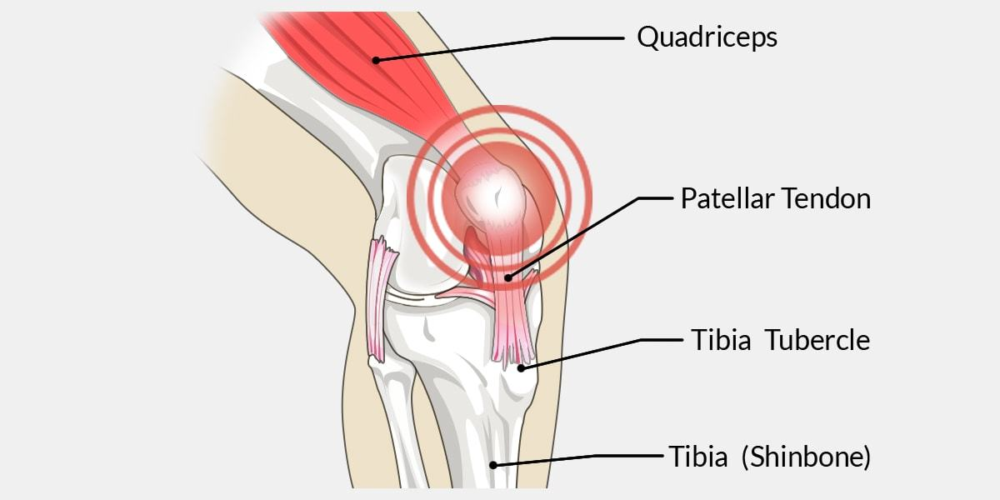 Quadriceps
Patellar Tendon
Tibia Tubercle
Tibia (Shinbone)